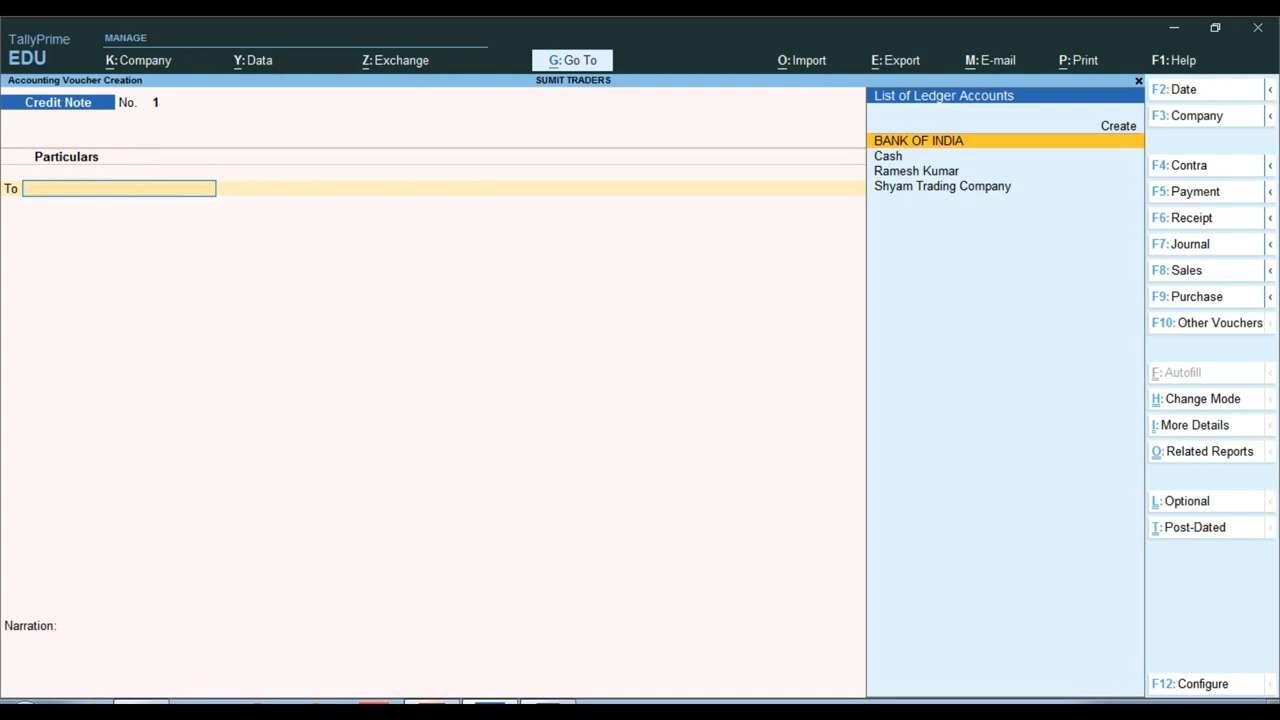 TallyPrime
EDU
MANAGE
K: Company
Y: Data
Z: Exchange
G: Go To
O: Import
E: Export
M: E-mail
P: Print
F1: Help
Accounting Voucher Creation
SUMIT TRADERS
Credit Note No. 1
Particulars
To
Narration:
List of Ledger Accounts
Create
BANK OF INDIA
Cash
Ramesh Kumar
Shyam Trading Company
F2: Date
F3: Company
F4: Contra
F5: Payment
F6: Receipt
F7: Journal
F8: Sales
F9: Purchase
F10: Other Vouchers
F: Autofill
H: Change Mode
I: More Details
O: Related Reports
L: Optional
T: Post-Dated
F12: Configure